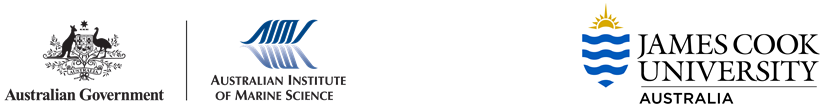 Australian Government
AIMS
AUSTRALIAN INSTITUTE
OF MARINE SCIENCE
JAMES COOK
UNIVERSITY
AUSTRALIA